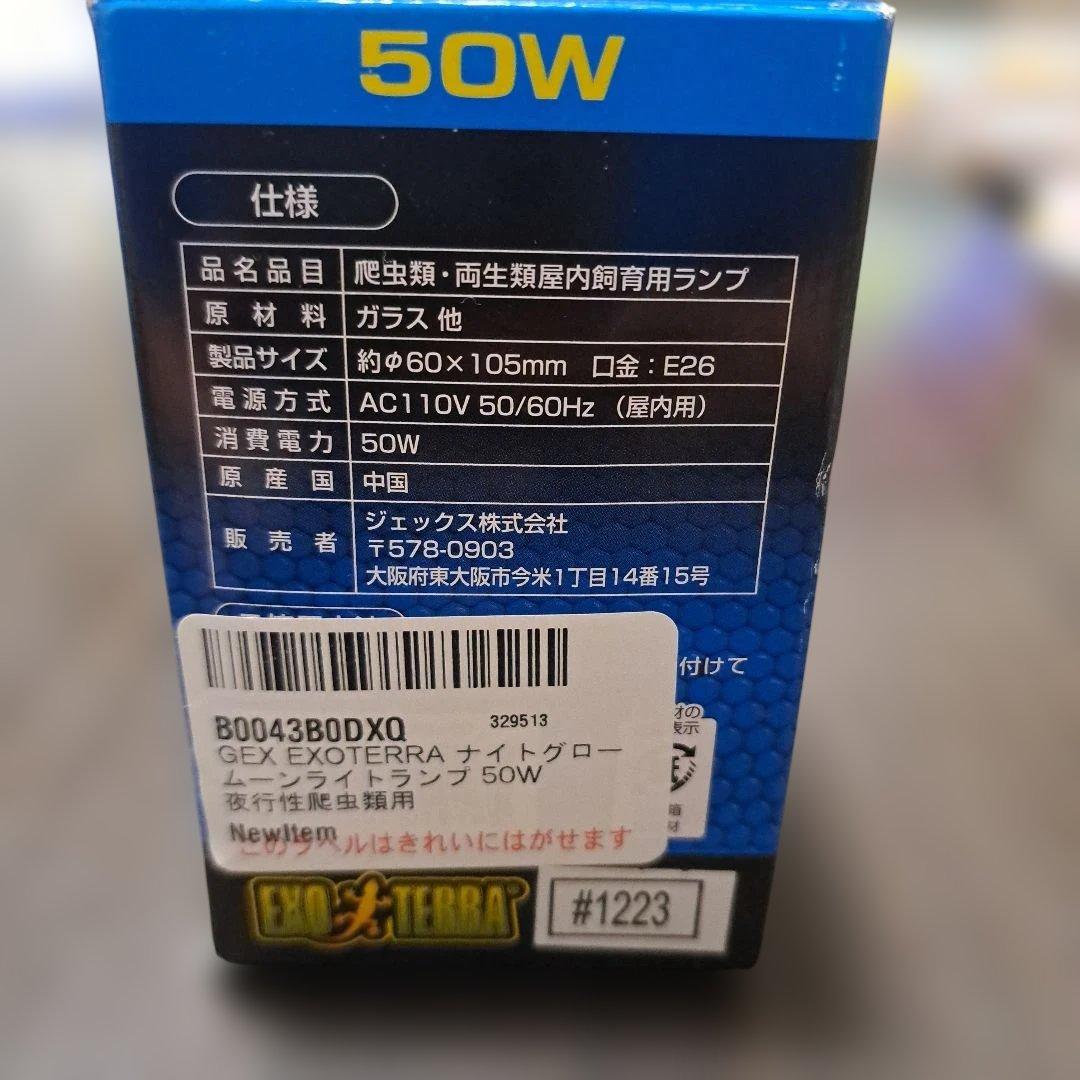 50W
仕様
品名品目 爬虫類・両生類屋内飼育用ランプ
原材料 ガラス 他
製品サイズ 約φ60×105mm 口金：E26
電源方式 AC110V 50/60Hz （屋内用）
消費電力 50W
原産国 中国
販売者 ジェックス株式会社
〒578-0903
大阪府東大阪市今米1丁目14番15号
付けて
材の
表示
B0043B0DXQ 329513
GEX EXOTERRA ナイトグロー
ムーンライトランプ 50W
夜行性爬虫類用
NewItem
このラベルはきれいにはがせます
箱
材
EXO TERRA
#1223